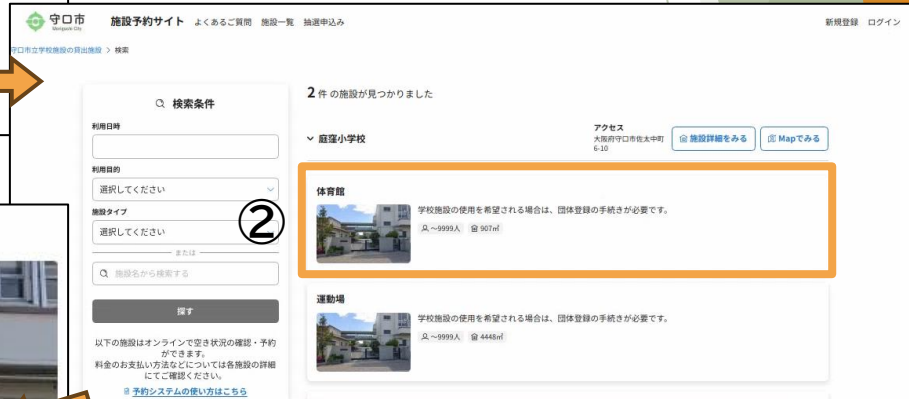 守口市
Moriguchi City
施設予約サイト よくあるご質問 施設一覧 抽選申込み
新規登録 ログイン
守口市立学校施設の貸出施設 > 検索
検索条件
利用日時
利用目的
選択してください
施設タイプ
選択してください
または
施設名から検索する
探す
以下の施設はオンラインで空き状況の確認・予約
ができます。
料金のお支払い方法などについては各施設の詳細
にてご確認ください。
予約システムの使い方はこちら
②
2 件 の施設が見つかりました
庭窪小学校
アクセス
大阪府守口市佐太中町
6-10
施設詳細をみる
Mapでみる
体育館
学校施設の使用を希望される場合は、団体登録の手続きが必要です。
~9999人 907㎡
運動場
学校施設の使用を希望される場合は、団体登録の手続きが必要です。
~9999人 4448㎡